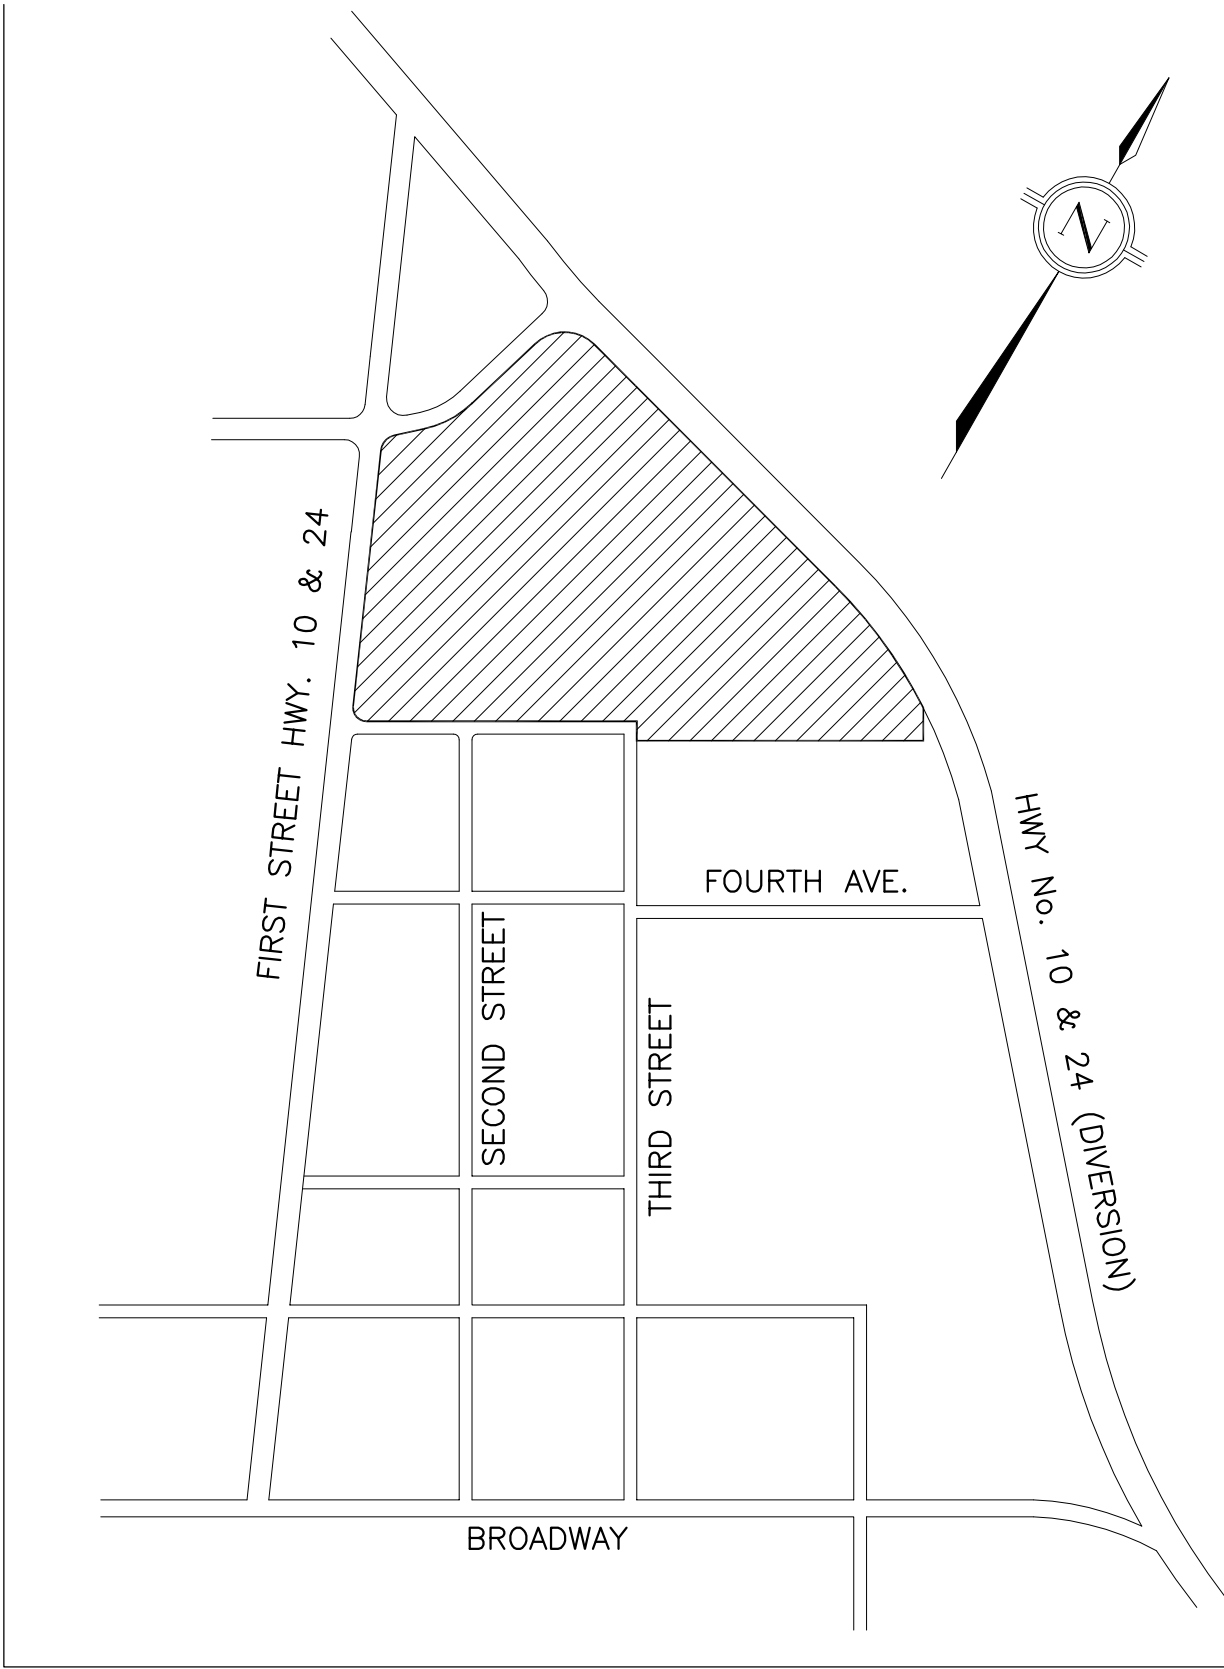 N
FIRST STREET HWY. 10 & 24
HWY No. 10 & 24 (DIVERSION)
FOURTH AVE.
SECOND STREET
THIRD STREET
BROADWAY